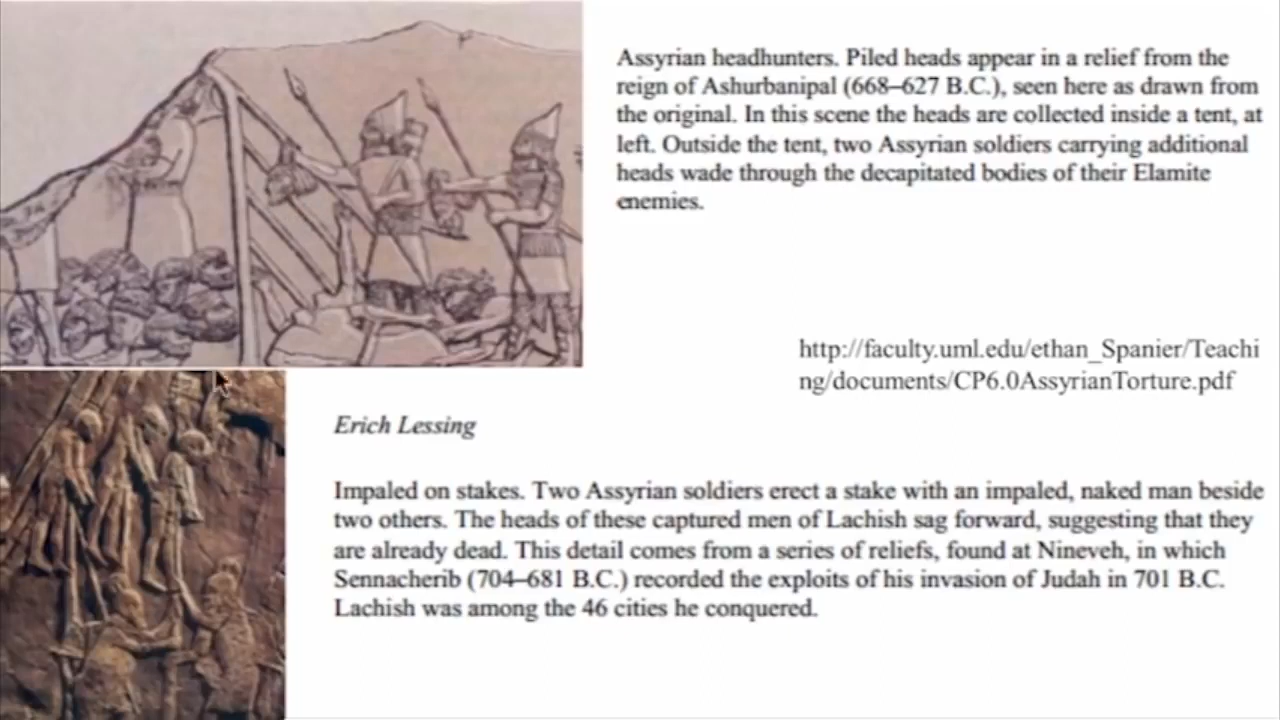 Assyrian headhunters. Piled heads appear in a relief from the
reign of Ashurbanipal (668–627 B.C.), seen here as drawn from
the original. In this scene the heads are collected inside a tent, at
left. Outside the tent, two Assyrian soldiers carrying additional
heads wade through the decapitated bodies of their Elamite
enemies.
http://faculty.uml.edu/ethan_Spanier/Teachi
ng/documents/CP6.0AssyrianTorture.pdf
Erich Lessing
Impaled on stakes. Two Assyrian soldiers erect a stake with an impaled, naked man beside
two others. The heads of these captured men of Lachish sag forward, suggesting that they
are already dead. This detail comes from a series of reliefs, found at Nineveh, in which
Sennacherib (704–681 B.C.) recorded the exploits of his invasion of Judah in 701 B.C.
Lachish was among the 46 cities he conquered.